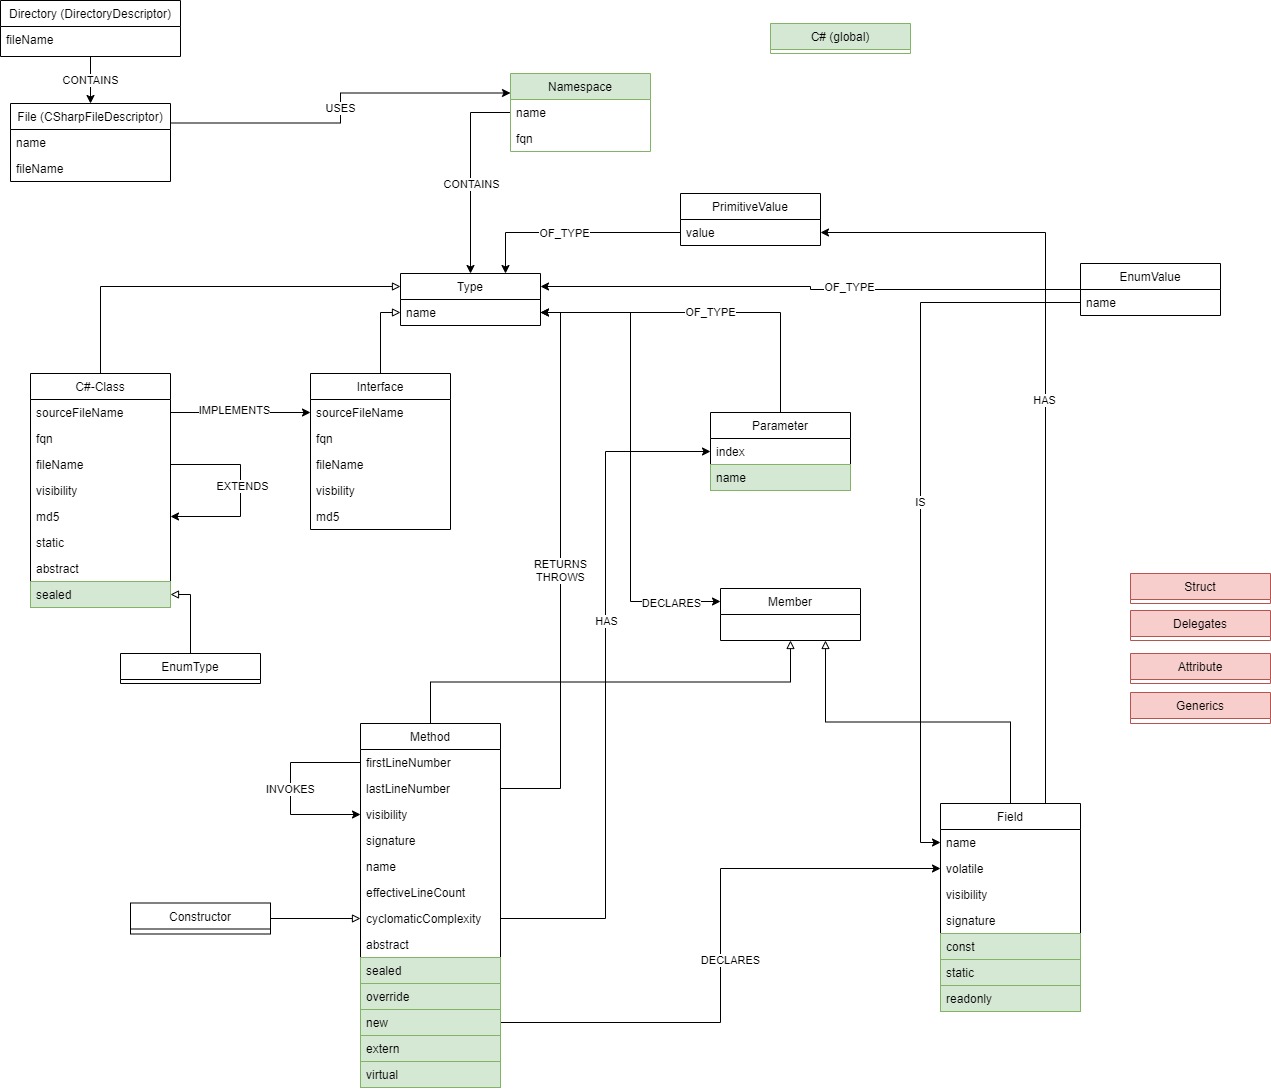 Directory (DirectoryDescriptor)
fileName
CONTAINS
File (CSharpFileDescriptor)
name
fileName
USES
C# (global)
Namespace
name
fqn
CONTAINS
PrimitiveValue
value
OF_TYPE
EnumValue
name
OF_TYPE
Type
name
OF_TYPE
C#-Class
sourceFileName
fqn
fileName
visibility
md5
static
abstract
sealed
IMPLEMENTS
EXTENDS
Interface
sourceFileName
fqn
fileName
visbility
md5
Parameter
index
name
HAS
IS
RETURNS
THROWS
HAS
DECLARES
Member
EnumType
Struct
Delegates
Attribute
Generics
Method
firstLineNumber
lastLineNumber
visibility
signature
name
effectiveLineCount
cyclomaticComplexity
abstract
sealed
override
new
extern
virtual
INVOKES
Constructor
DECLARES
Field
name
volatile
visibility
signature
const
static
readonly